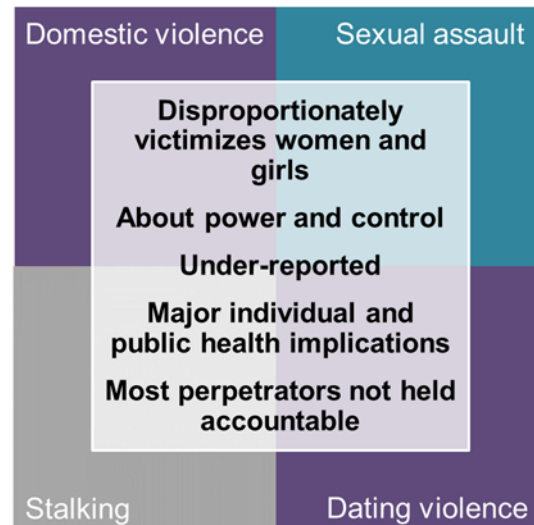 Domestic violence
Sexual assault
Disproportionately
victimizes women and
girls
About power and control
Under-reported
Major individual and
public health implications
Most perpetrators not held
accountable
Stalking
Dating violence